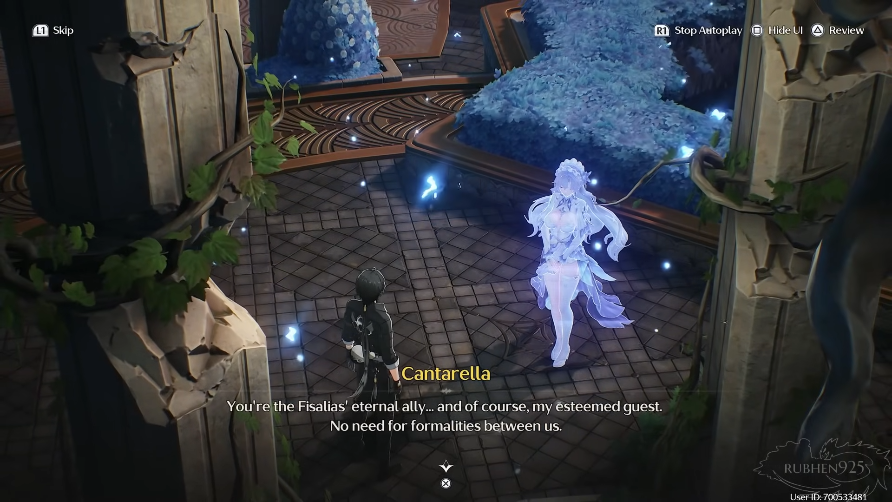 L1 Skip
R1 Stop Autoplay Hide UI Review
Cantarella
You're the Fisalias' eternal ally... and of course, my esteemed guest.
No need for formalities between us.
RUBHEN925
User ID: 700533481